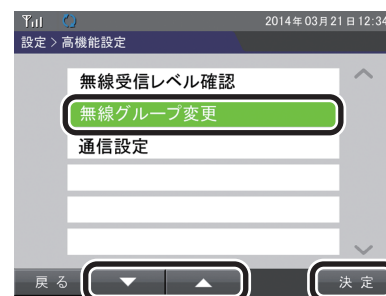 2014年03月21日12:34
設定＞高機能設定
無線受信レベル確認
無線グループ変更
通信設定
戻る ▼ ▲ 決定